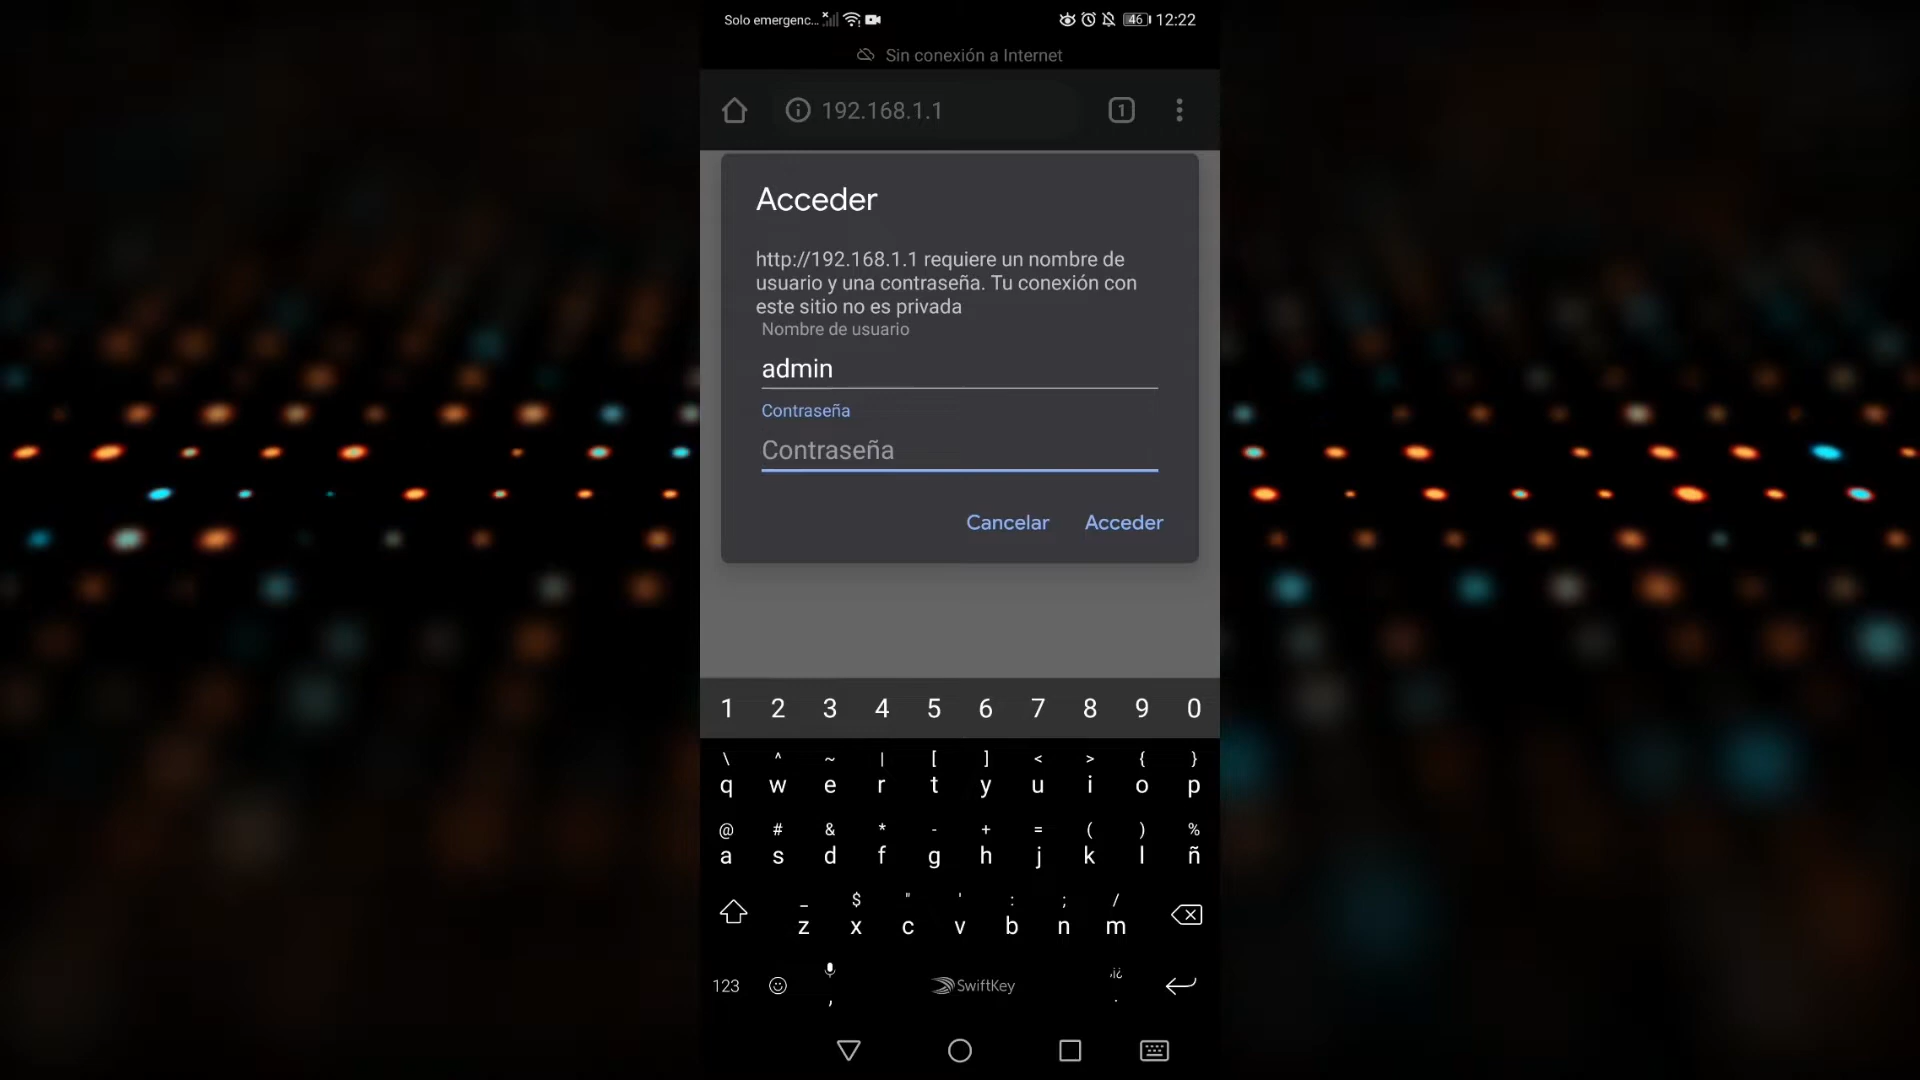 Solo emergenc... 46 12:22
Sin conexión a Internet
192.168.1.1 1
Acceder
http://192.168.1.1 requiere un nombre de
usuario y una contraseña. Tu conexión con
este sitio no es privada
Nombre de usuario
admin
Contraseña
Contraseña
Cancelar Acceder
1 2 3 4 5 6 7 8 9 0
\ ^ ~ | [ ] < > { }
q w e r t y u i o p
@ # & * - + = ( ) %
a s d f g h j k l ñ
_ $ " ' : ; /
z x c v b n m
123 , SwiftKey ,!¿ .